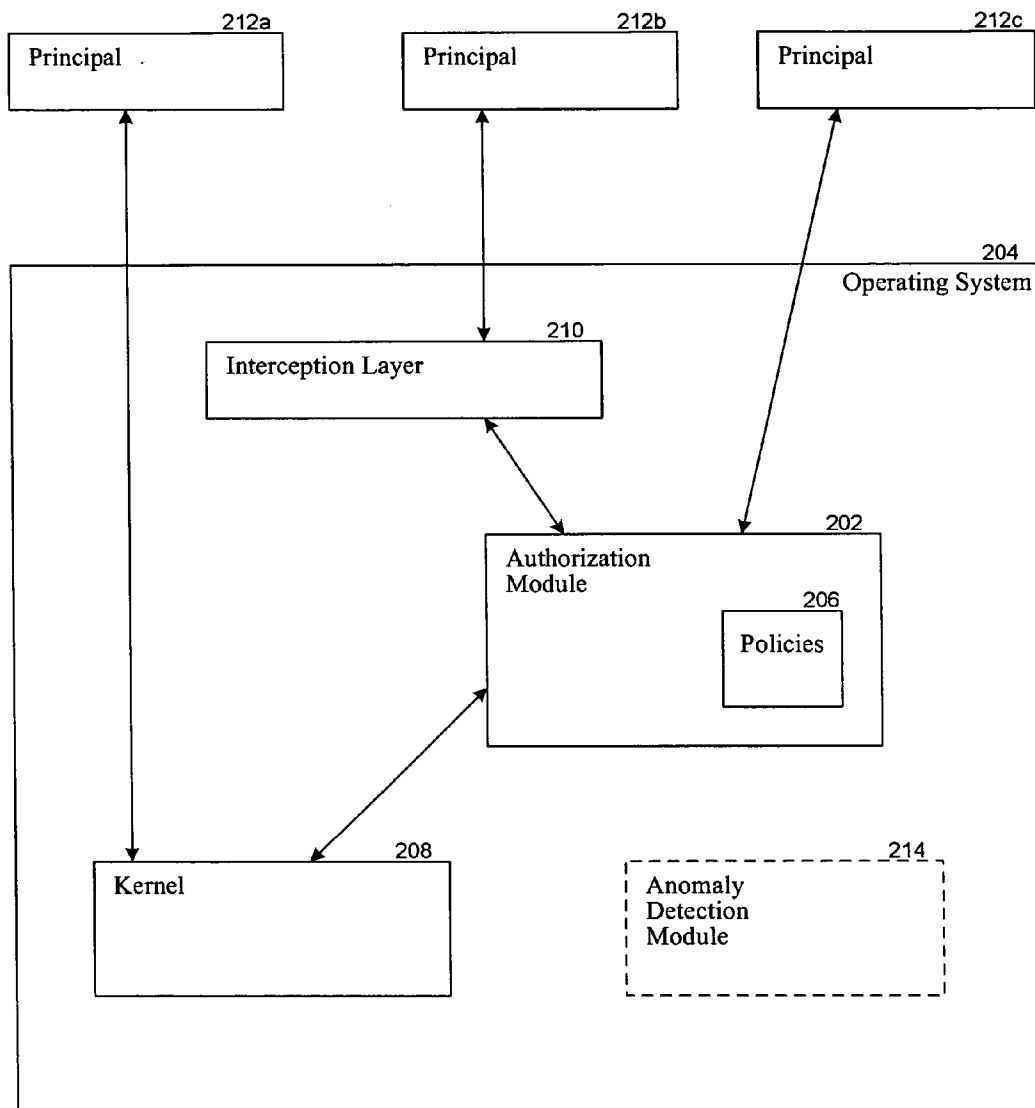 212a
Principal
212b
Principal
212c
Principal
204
Operating System
210
Interception Layer
202
Authorization
Module
206
Policies
208
Kernel
214
Anomaly
Detection
Module